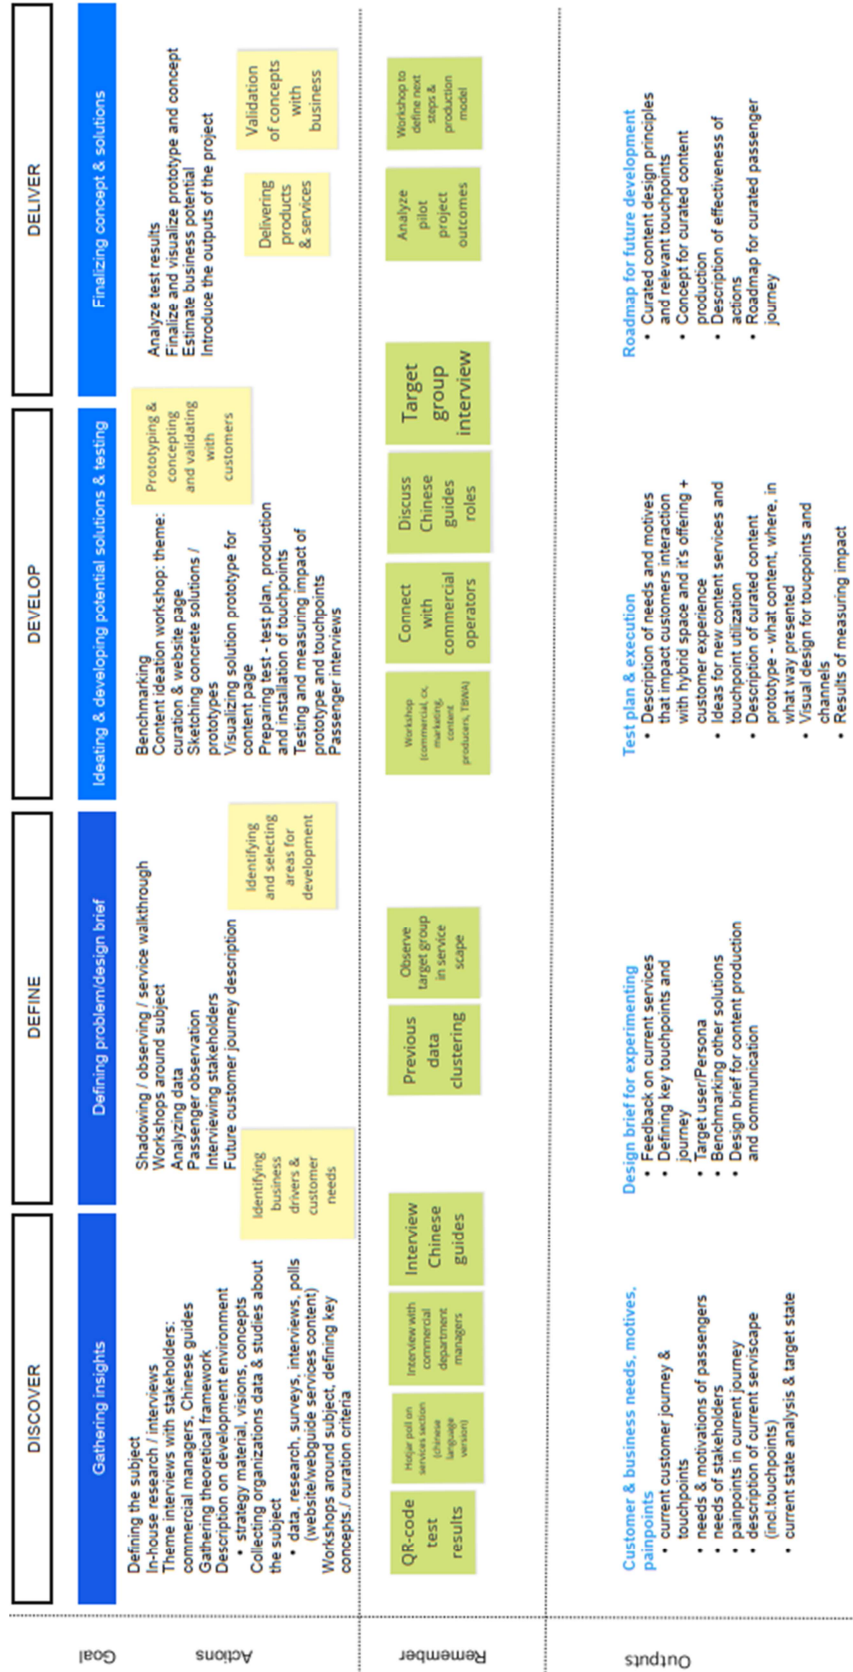 DISCOVER
DEFINE
DEVELOP
DELIVER
Goal
Gathering insights
Defining problem/design brief
Ideating & developing potential solutions & testing
Finalizing concept & solutions
Actions
Defining the subject
In-house research / interviews
Theme interviews with stakeholders:
commercial managers, Chinese guides
Gathering theoretical framework
Description on development environment
• strategy material, visions, concepts
Collecting organizations data & studies about
the subject
• data, research, surveys, interviews, polls
(website/webguide services content)
Workshops around subject, defining key
concepts./ curation criteria
Identifying
business
drivers &
customer
needs
Shadowing / observing / service walkthrough
Workshops around subject
Analyzing data
Passenger observation
Interviewing stakeholders
Future customer journey description
Identifying
and selecting
areas for
development
Benchmarking
Content ideation workshop: theme:
curation & website page
Sketching concrete solutions /
prototypes
Visualizing solution prototype for
content page
Preparing test - test plan, production
and installation of touchpoints
Testing and measuring impact of
prototype and touchpoints
Passenger interviews
Prototyping &
concepting
and validating
with
customers
Analyze test results
Finalize and visualize prototype and concept
Estimate business potential
Introduce the outputs of the project
Delivering
products
& services
Validation
of concepts
with
business
Remember
QR-code
test
results
Hotjar poll on
services section
(chinese
language
version)
Interview with
commercial
department
managers
Interview
Chinese
guides
Previous
data
clustering
Observe
target group
in service
scape
Workshop
(commercial, cx,
marketing,
content
producers, TBWA)
Connect
with
commercial
operators
Discuss
Chinese
guides
roles
Target
group
interview
Analyze
pilot
project
outcomes
Workshop to
define next
steps &
production
model
Outputs
Customer & business needs, motives,
painpoints
• current customer journey &
touchpoints
• needs & motivations of passengers
• needs of stakeholders
• painpoints in current journey
• description of current serviscape
(incl.touchpoints)
• current state analysis & target state
Design brief for experimenting
• Feedback on current services
• Defining key touchpoints and
journey
• Target user/Persona
• Benchmarking other solutions
• Design brief for content production
and communication
Test plan & execution
• Description of needs and motives
that impact customers interaction
with hybrid space and it's offering +
customer experience
• Ideas for new content services and
touchpoint utilization
• Description of curated content
prototype - what content, where, in
what way presented
• Visual design for toucpoints and
channels
• Results of measuring impact
Roadmap for future development
• Curated content design principles
and relevant touchpoints
• Concept for curated content
production
• Description of effectiveness of
actions
• Roadmap for curated passenger
journey